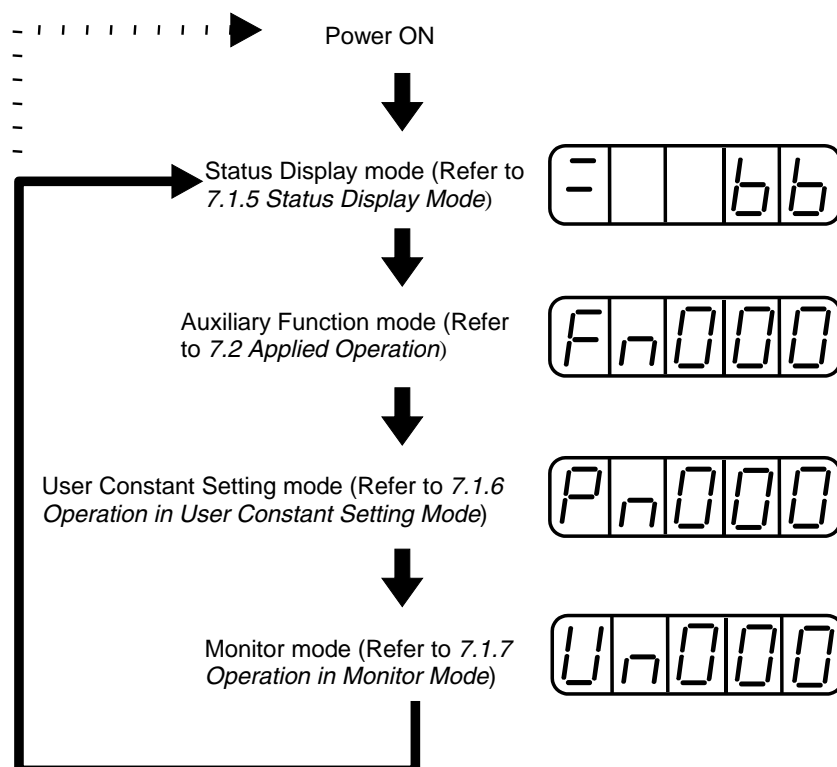 Power ON
Status Display mode (Refer to
7.1.5 Status Display Mode)
bb
Auxiliary Function mode (Refer
to 7.2 Applied Operation)
Fn000
User Constant Setting mode (Refer to 7.1.6
Operation in User Constant Setting Mode)
Pn000
Monitor mode (Refer to 7.1.7
Operation in Monitor Mode)
Un000